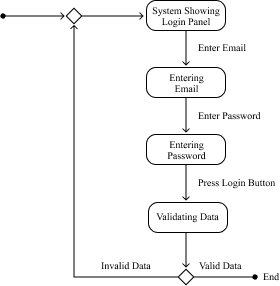 System Showing
Login Panel
Enter Email
Entering
Email
Enter Password
Entering
Password
Press Login Button
Validating Data
Invalid Data
Valid Data
End